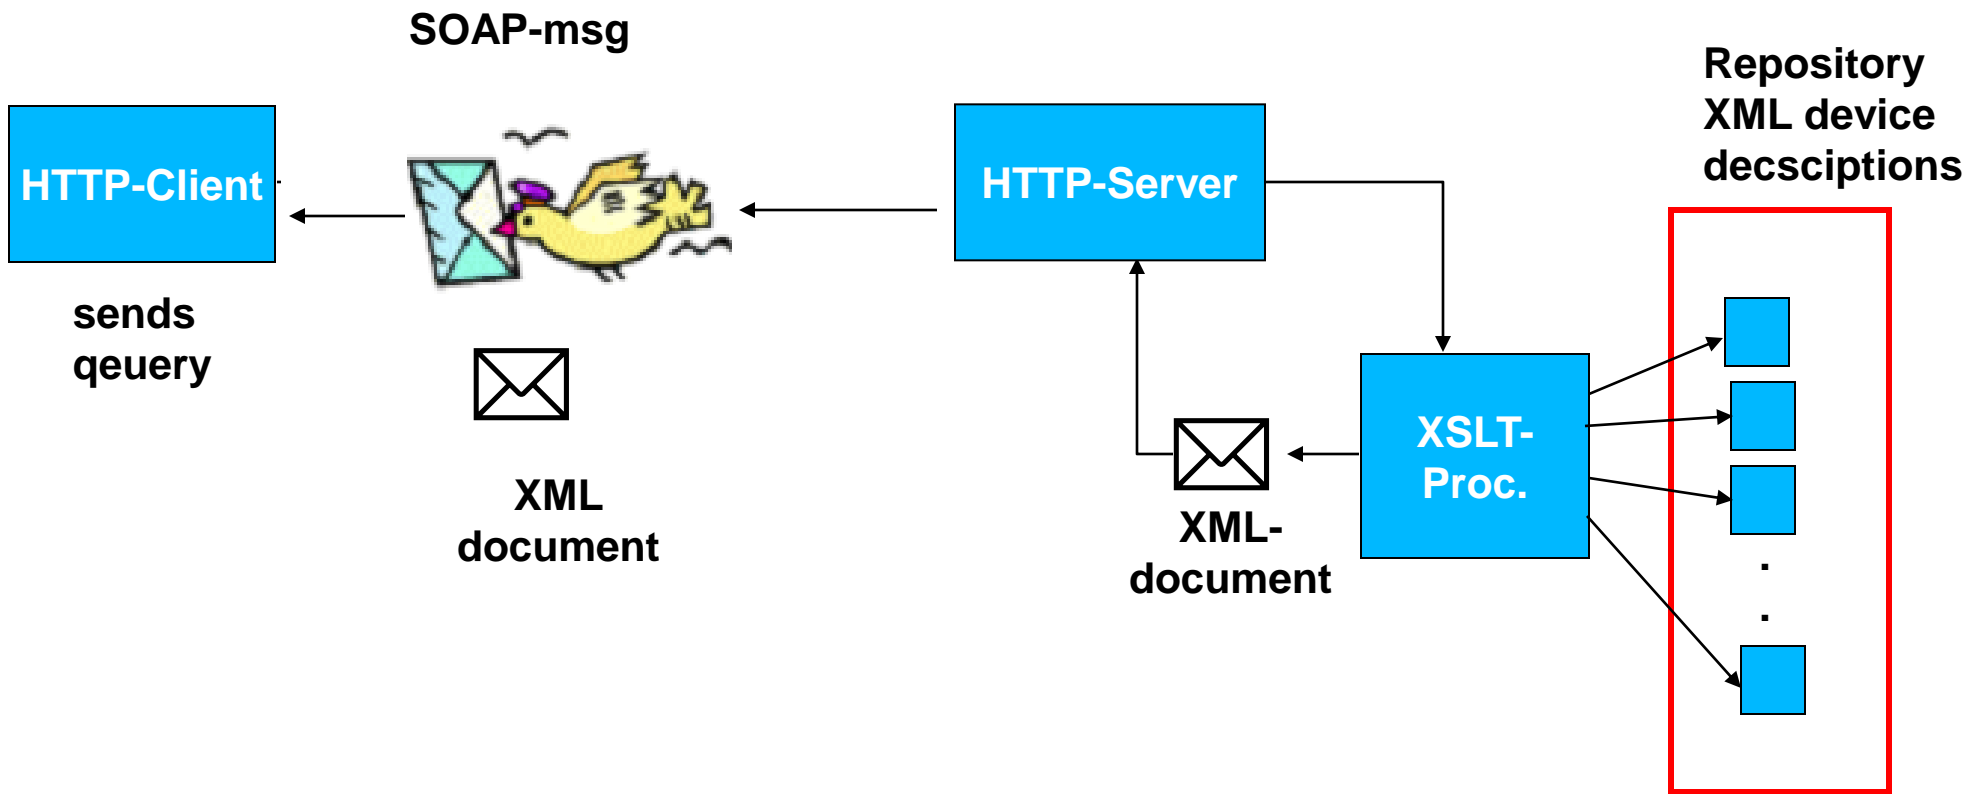 SOAP-msg
Repository
XML device
decsciptions
HTTP-Client
HTTP-Server
sends
qeuery
XSLT-
Proc.
XML
document
XML-
document
.
.